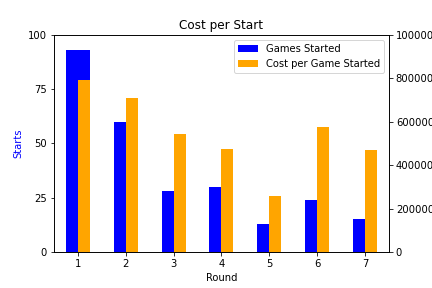 Cost per Start
Games Started
Cost per Game Started
100
75
50
25
0
Starts
100000
800000
600000
400000
200000
0
1 2 3 4 5 6 7
Round